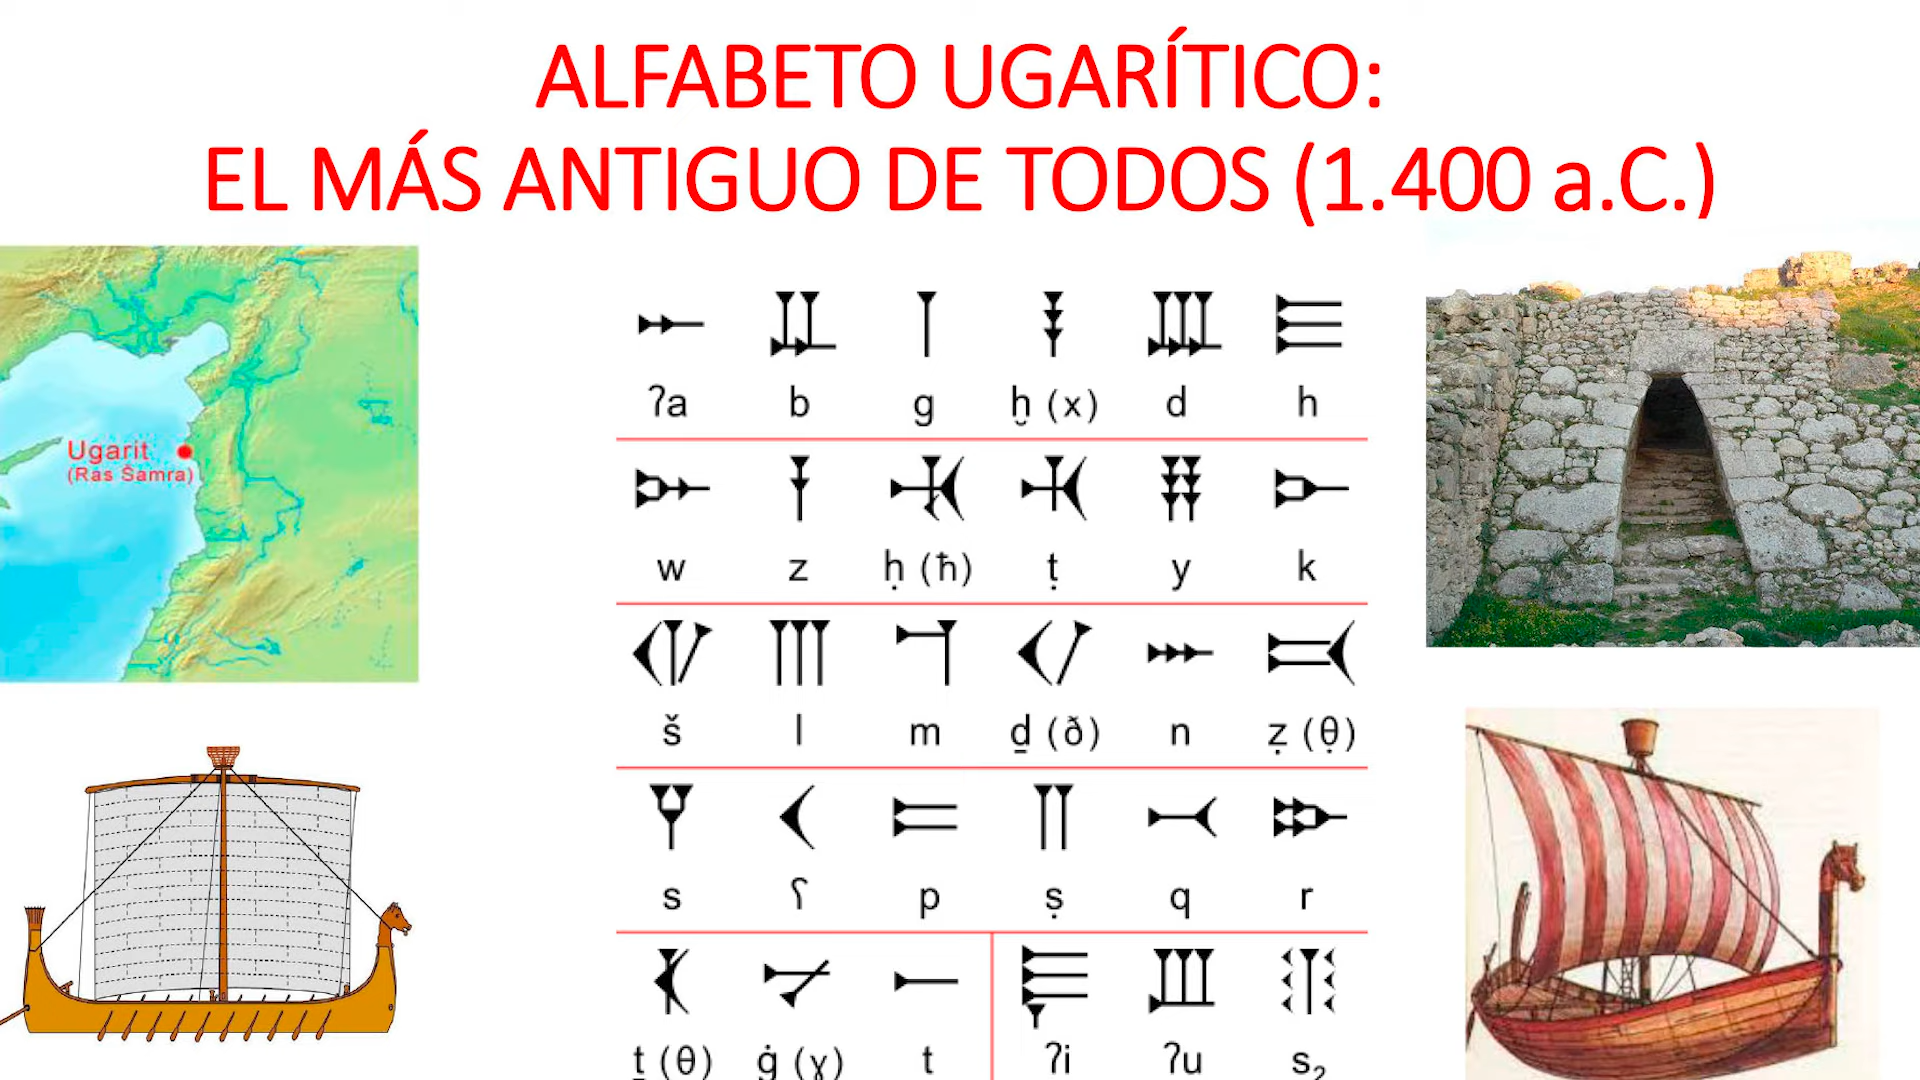 ALFABETO UGARÍTICO:
EL MÁS ANTIGUO DE TODOS (1.400 a.C.)
Ugarit
(Ras Šamra)
𐎀 𐎁 𐎂 𐎃 𐎄 𐎅
ʔa b g ḫ (x) d h
𐎆 𐎇 𐎈 𐎉 𐎊 𐎋
w z ḥ (ħ) ṭ y k
𐎌 𐎍 𐎎 𐎏 𐎐 𐎑
š l m ḏ (ð) n ẓ (θ̣)
𐎒 𐎓 𐎔 𐎕 𐎖 𐎗
s ʕ p ṣ q r
𐎘 𐎙 𐎚 𐎛 𐎜 𐎝
ṯ (θ) ġ (ɣ) t ʔi ʔu s₂